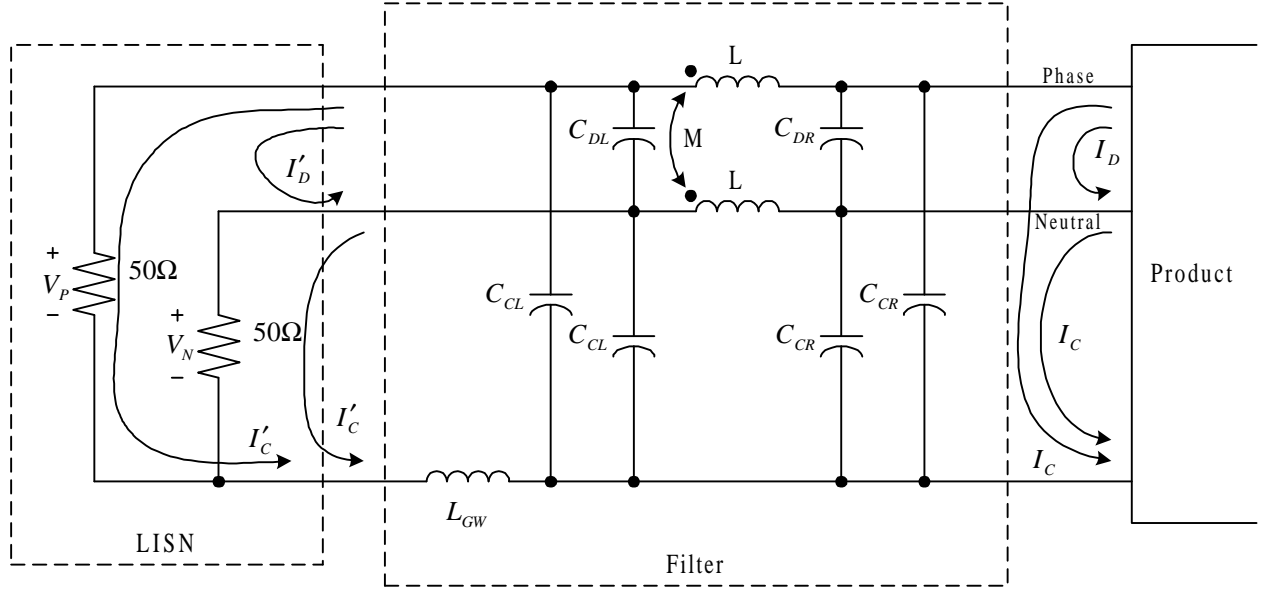 L
Phase
C_DL
M
C_DR
I'_D
I_D
L
Neutral
+
V_P
−
50Ω
+
V_N
−
50Ω
C_CL
C_CL
C_CR
C_CR
Product
I_C
I'_C
I'_C
I_C
L_GW
LISN
Filter